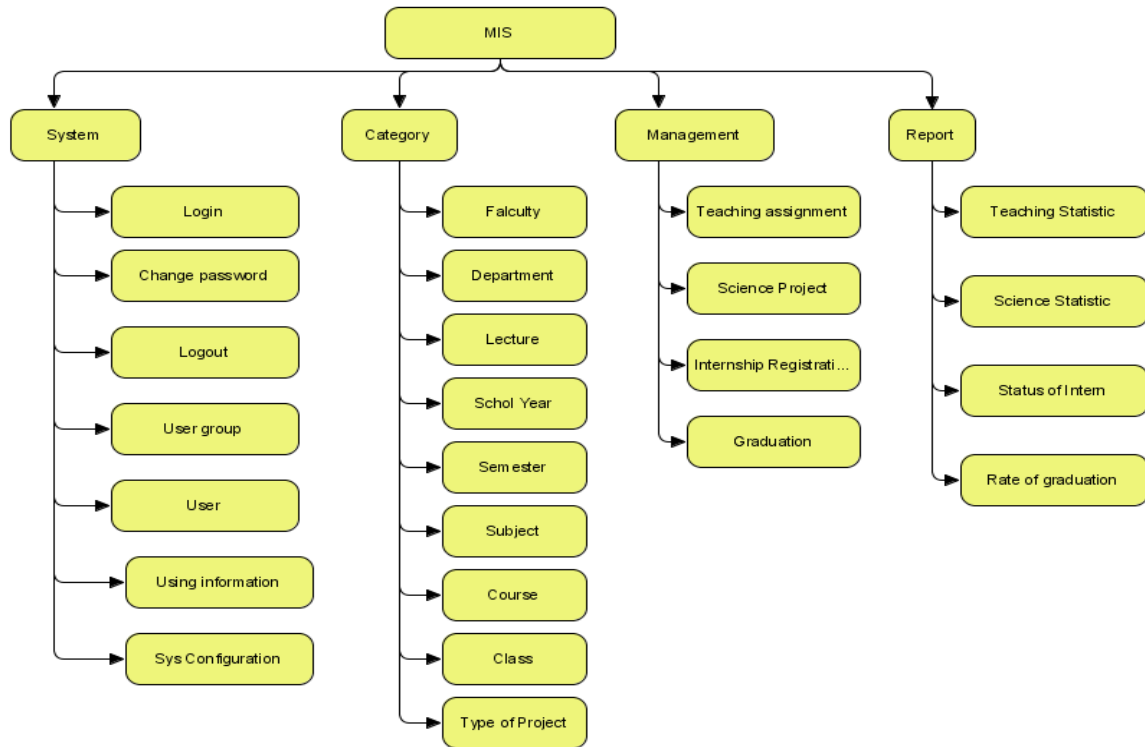 MIS
System
Category
Management
Report
Login
Change password
Logout
User group
User
Using information
Sys Configuration
Falculty
Department
Lecture
Schol Year
Semester
Subject
Course
Class
Type of Project
Teaching assignment
Science Project
Internship Registrati...
Graduation
Teaching Statistic
Science Statistic
Status of Intern
Rate of graduation